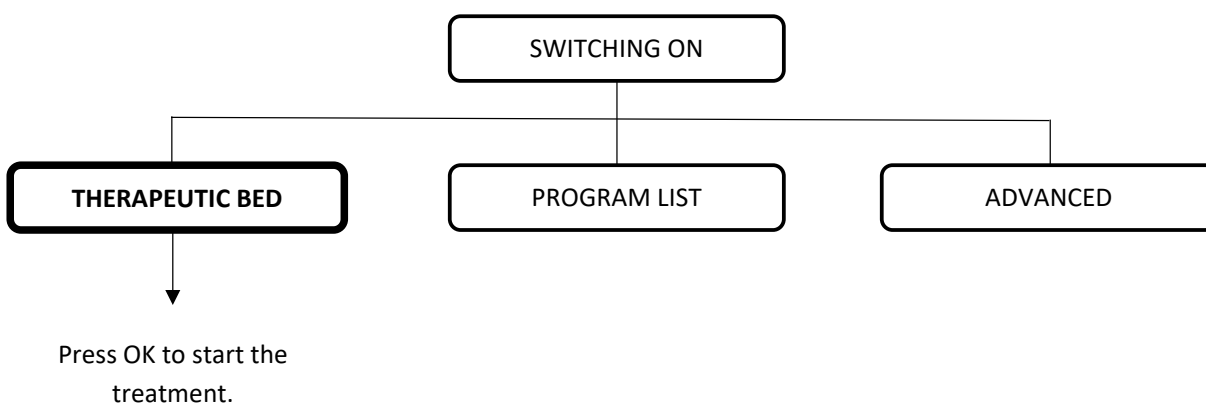 SWITCHING ON
THERAPEUTIC BED
PROGRAM LIST
ADVANCED
Press OK to start the
treatment.